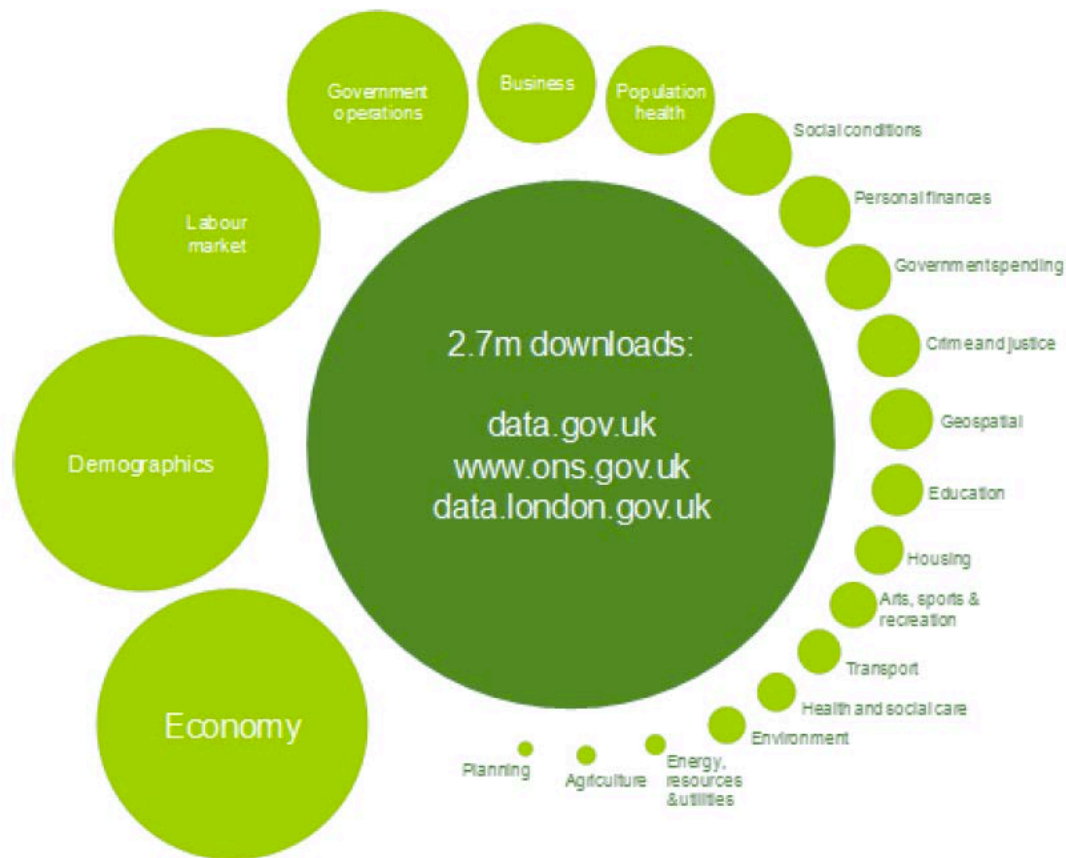 Government
operations
Business
Population
health
Social conditions
Personal finances
Government spending
Crime and justice
Geospatial
Education
Housing
Arts, sports &
recreation
Transport
Health and social care
Environment
Energy,
resources
& utilities
Agriculture
Planning
Economy
Demographics
Labour
market
2.7m downloads:
data.gov.uk
www.ons.gov.uk
data.london.gov.uk